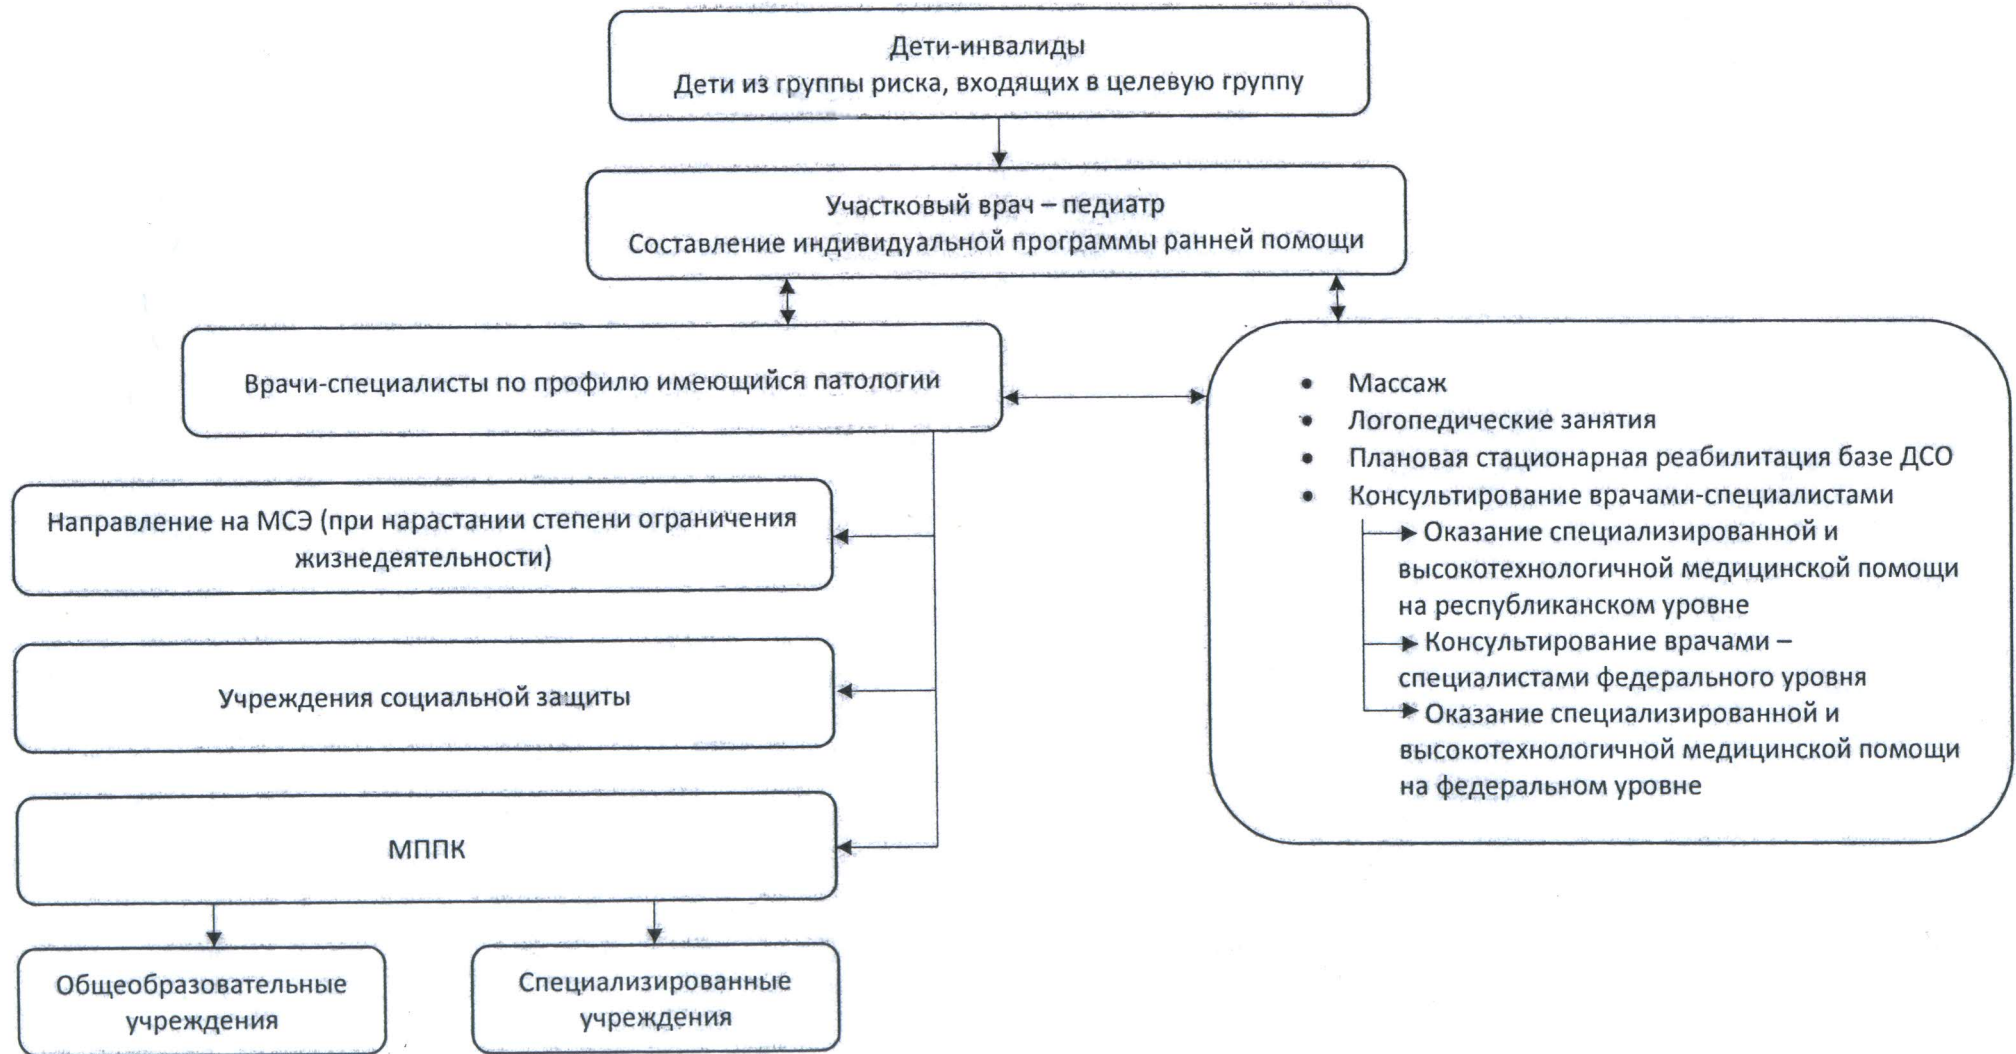 Дети-инвалиды
Дети из группы риска, входящих в целевую группу
Участковый врач – педиатр
Составление индивидуальной программы ранней помощи
Врачи-специалисты по профилю имеющийся патологии
Направление на МСЭ (при нарастании степени ограничения
жизнедеятельности)
Учреждения социальной защиты
МППК
Общеобразовательные
учреждения
Специализированные
учреждения
• Массаж
• Логопедические занятия
• Плановая стационарная реабилитация базе ДСО
• Консультирование врачами-специалистами
Оказание специализированной и
высокотехнологичной медицинской помощи
на республиканском уровне
Консультирование врачами –
специалистами федерального уровня
Оказание специализированной и
высокотехнологичной медицинской помощи
на федеральном уровне